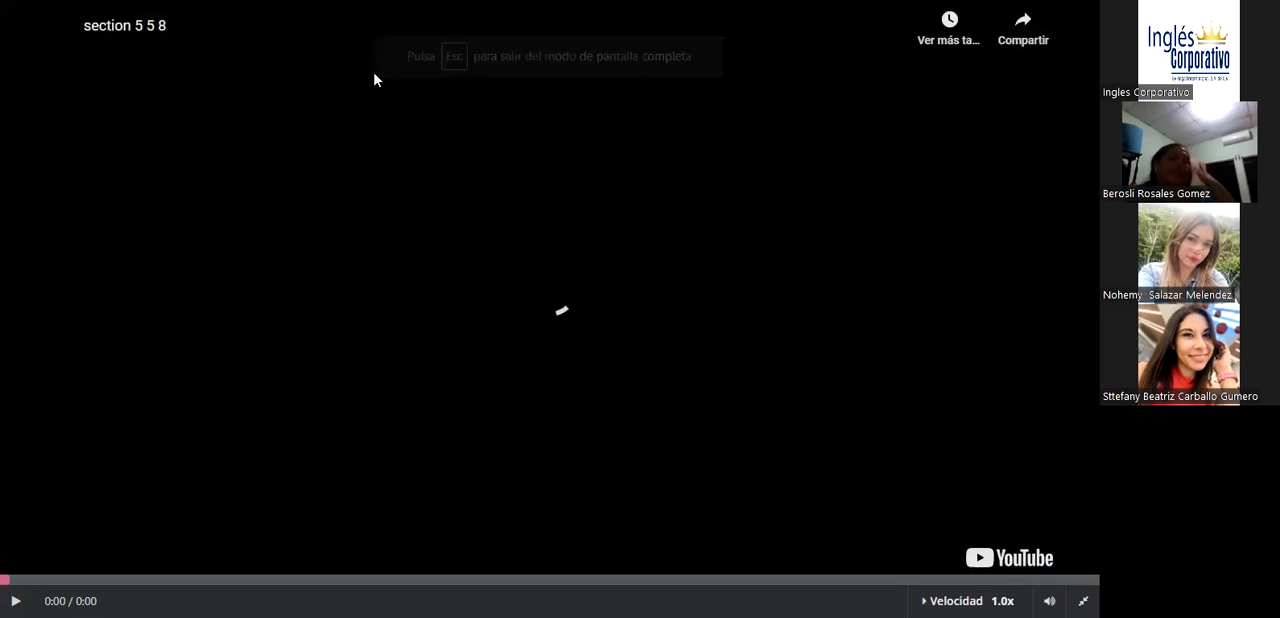 section 5 5 8
Pulsa Esc para salir del modo de pantalla completa
Ver más ta...
Compartir
YouTube
0:00 / 0:00
Velocidad 1.0x
Inglés
Corporativo
Ingles Corporativo
Berosli Rosales Gomez
Nohemy Salazar Melendez
Sttefany Beatriz Carballo Gumero